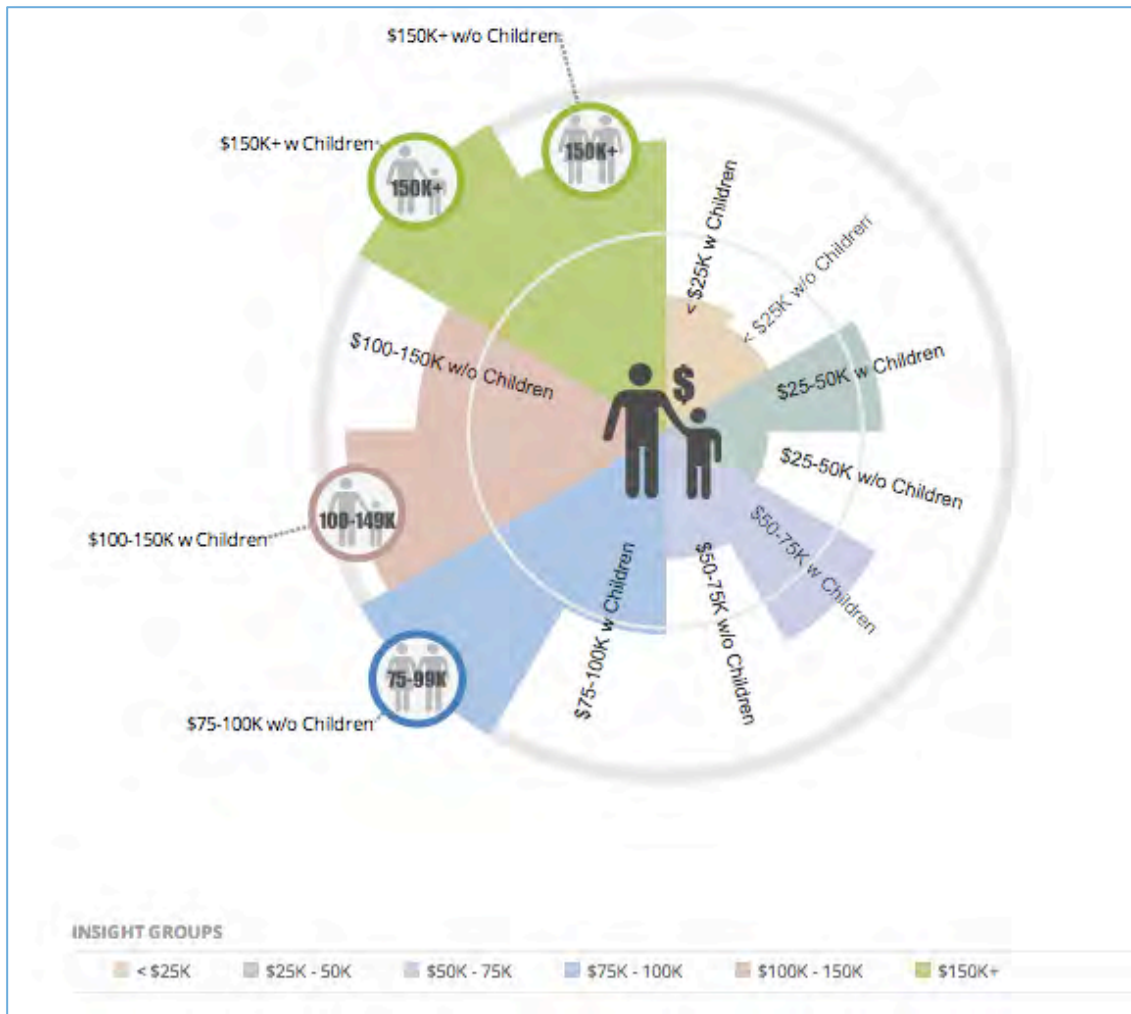 $150K+ w/o Children
$150K+ w Children
150K+
150K+
< $25K w Children
< $25K w/o Children
$100-150K w/o Children
$25-50K w Children
$
$25-50K w/o Children
100-149K
$100-150K w Children
$50-75K w Children
$50-75K w/o Children
$75-100K w Children
75-99K
$75-100K w/o Children
INSIGHT GROUPS
< $25K $25K - 50K $50K - 75K $75K - 100K $100K - 150K $150K+